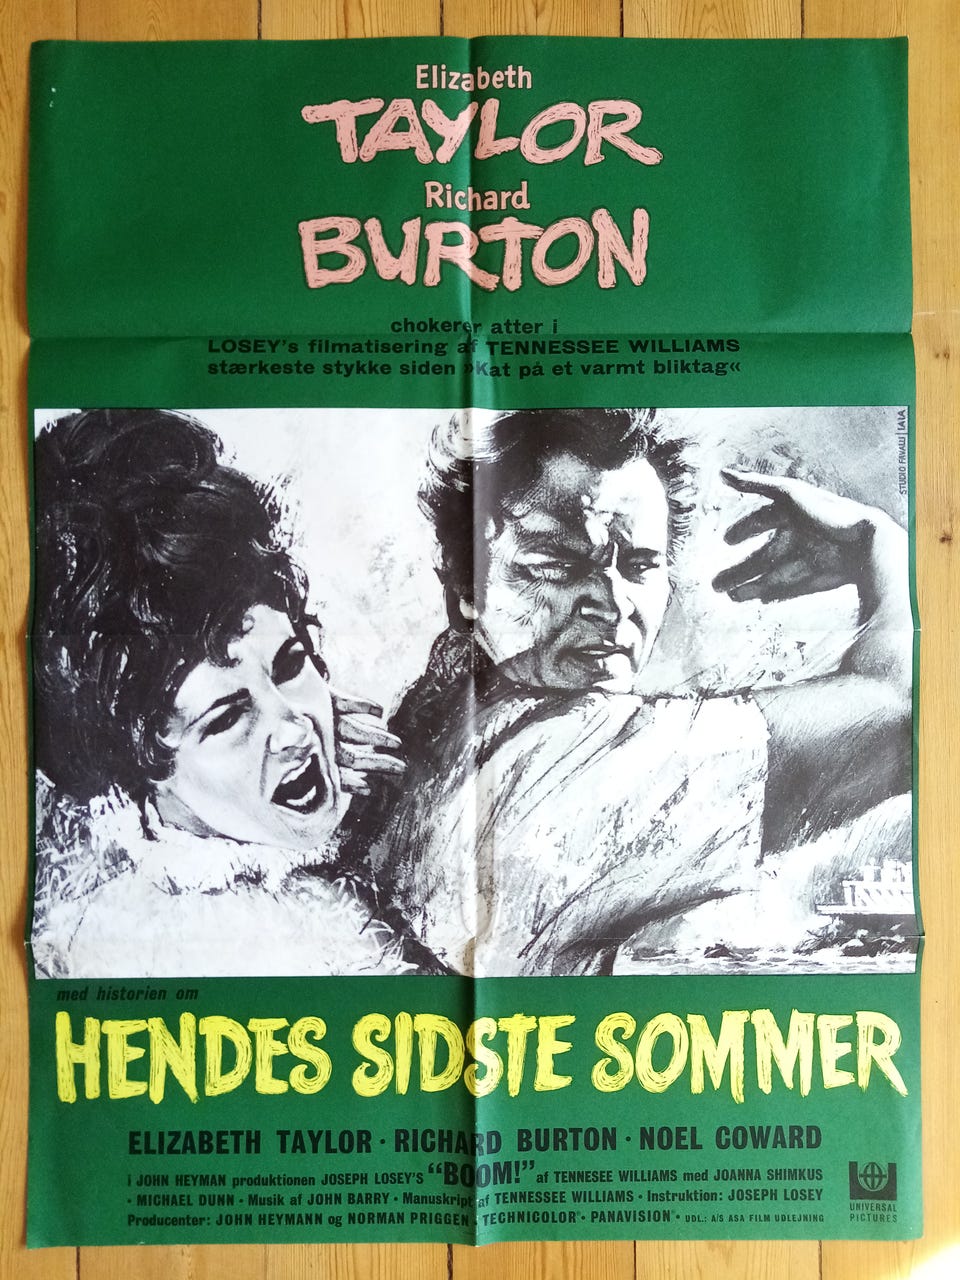 Elizabeth
TAYLOR
Richard
BURTON
chokerer atter i
LOSEY's filmatisering af TENNESSEE WILLIAMS
stærkeste stykke siden »Kat på et varmt bliktag«
STUDIO FAVALLI | IAIA
med historien om
HENDES SIDSTE SOMMER
ELIZABETH TAYLOR · RICHARD BURTON · NOEL COWARD
i JOHN HEYMAN produktionen JOSEPH LOSEY'S "BOOM!" af TENNESEE WILLIAMS med JOANNA SHIMKUS
· MICHAEL DUNN · Musik af JOHN BARRY · Manuskript af TENNESSEE WILLIAMS · Instruktion: JOSEPH LOSEY
Producenter: JOHN HEYMANN og NORMAN PRIGGEN · TECHNICOLOR® · PANAVISION® · UDL.: A/S ASA FILM UDLEJNING
UNIVERSAL
PICTURES